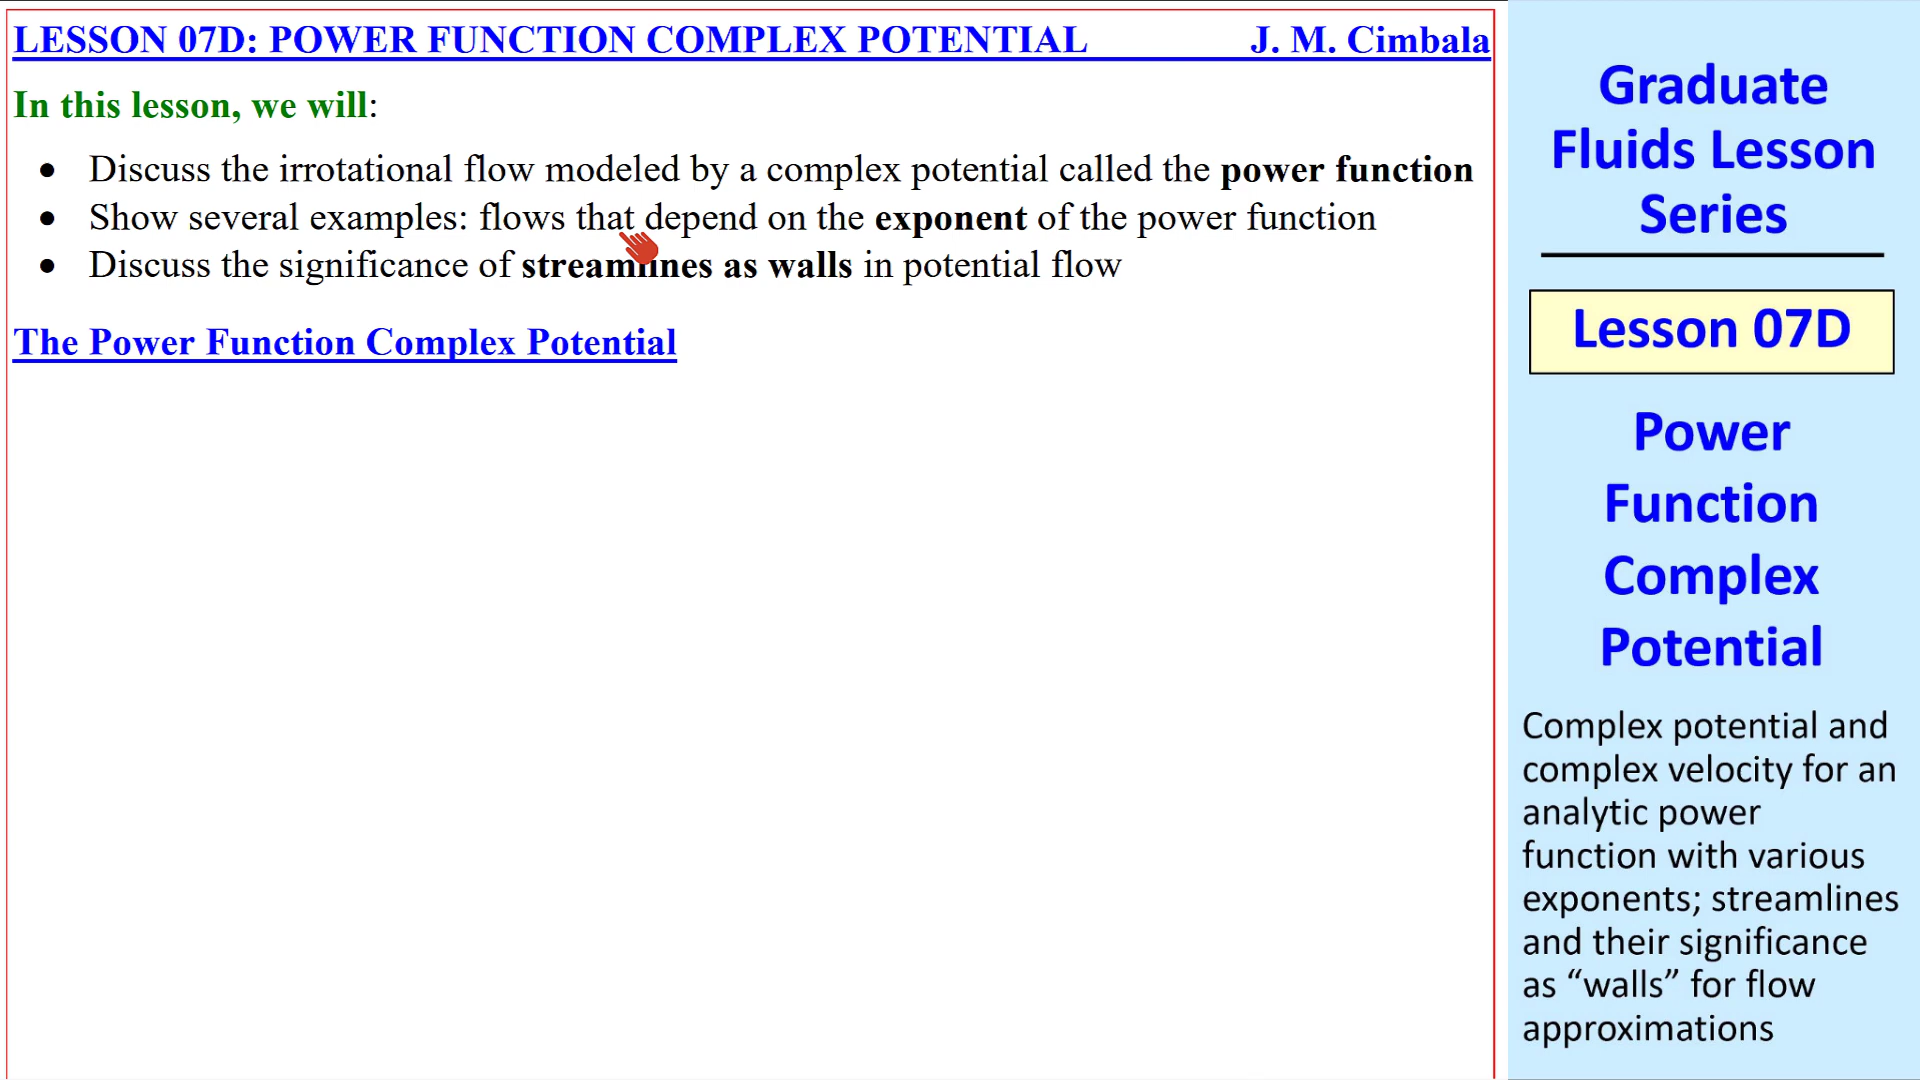 LESSON 07D: POWER FUNCTION COMPLEX POTENTIAL J. M. Cimbala
In this lesson, we will:
• Discuss the irrotational flow modeled by a complex potential called the power function
• Show several examples: flows that depend on the exponent of the power function
• Discuss the significance of streamlines as walls in potential flow
The Power Function Complex Potential
Graduate
Fluids Lesson
Series
Lesson 07D
Power
Function
Complex
Potential
Complex potential and
complex velocity for an
analytic power
function with various
exponents; streamlines
and their significance
as “walls” for flow
approximations